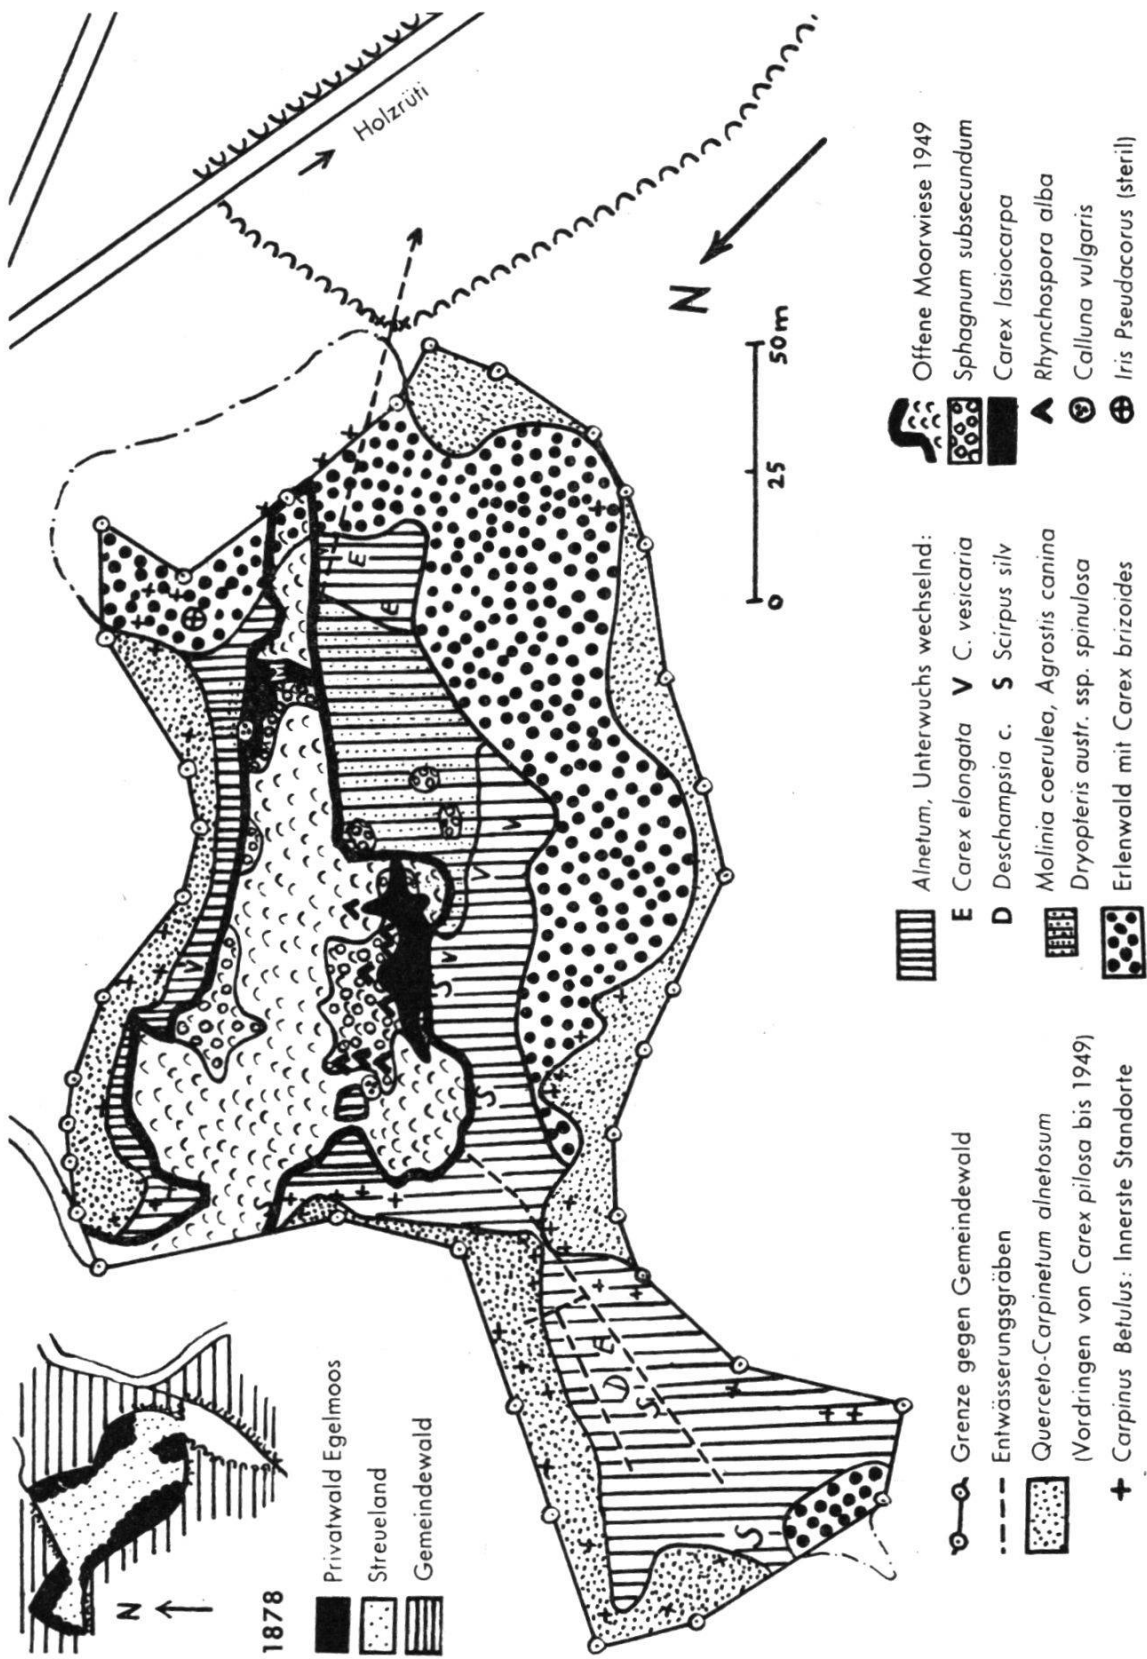 Holzrüti
N
0 25 50m
N
1878
Privatwald Egelmoos
Streueland
Gemeindewald
E
E
V
V
V
V
S
S
S
E
D
S
S
Grenze gegen Gemeindewald
Entwässerungsgräben
Querceto-Carpinetum alnetosum
(Vordringen von Carex pilosa bis 1949)
+ Carpinus Betulus: Innerste Standorte
Alnetum, Unterwuchs wechselnd:
E Carex elongata V C. vesicaria
D Deschampsia c. S Scirpus silv
Molinia coerulea, Agrostis canina
Dryopteris austr. ssp. spinulosa
Erlenwald mit Carex brizoides
Offene Moorwiese 1949
Sphagnum subsecundum
Carex lasiocarpa
Rhynchospora alba
Calluna vulgaris
Iris Pseudacorus (steril)